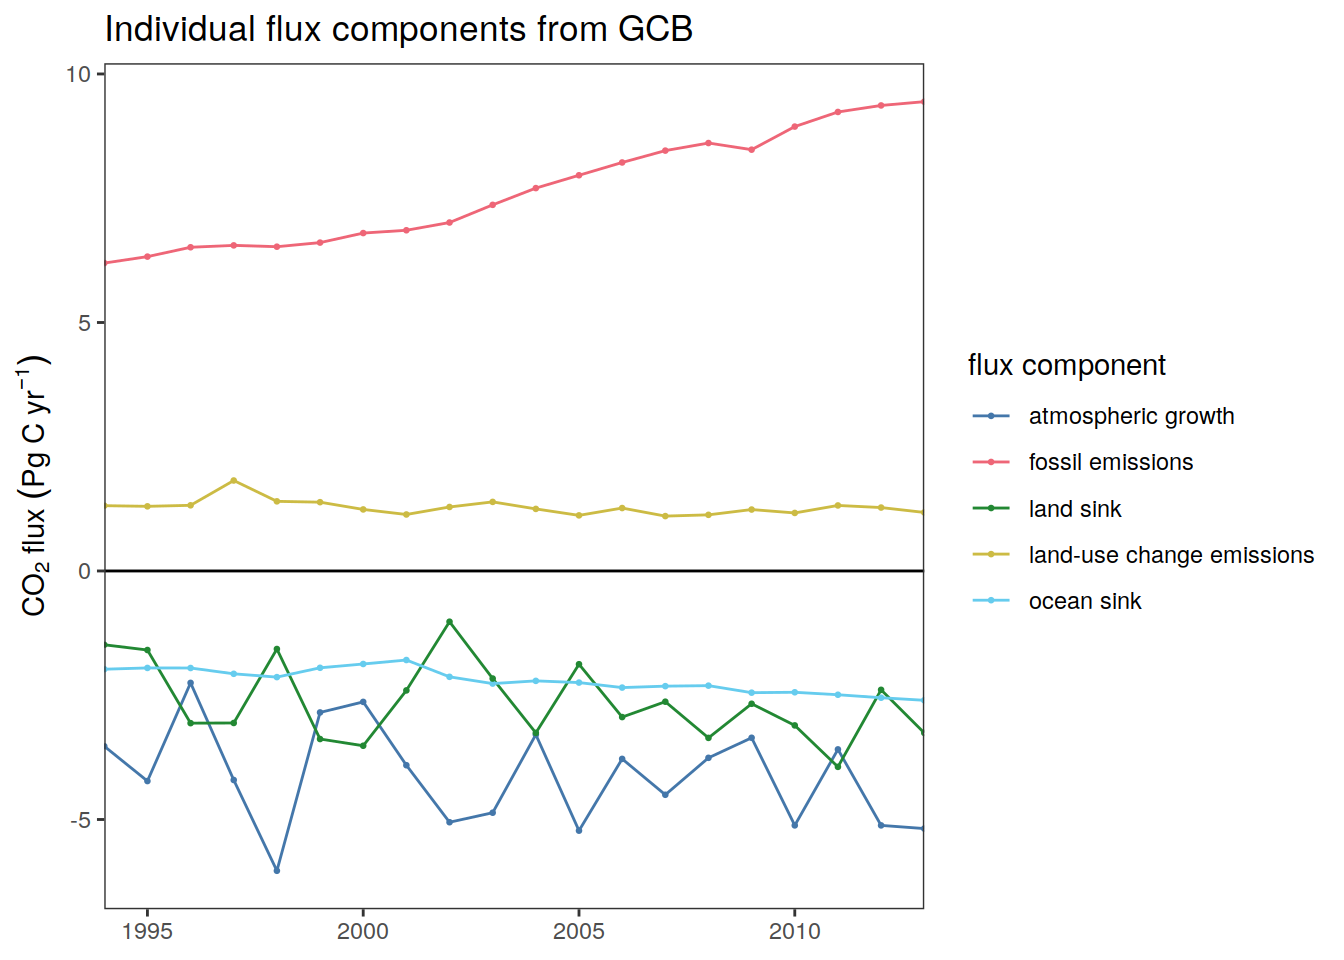 Individual flux components from GCB
10
5
0
-5
CO₂ flux (Pg C yr⁻¹)
1995
2000
2005
2010
flux component
atmospheric growth
fossil emissions
land sink
land-use change emissions
ocean sink